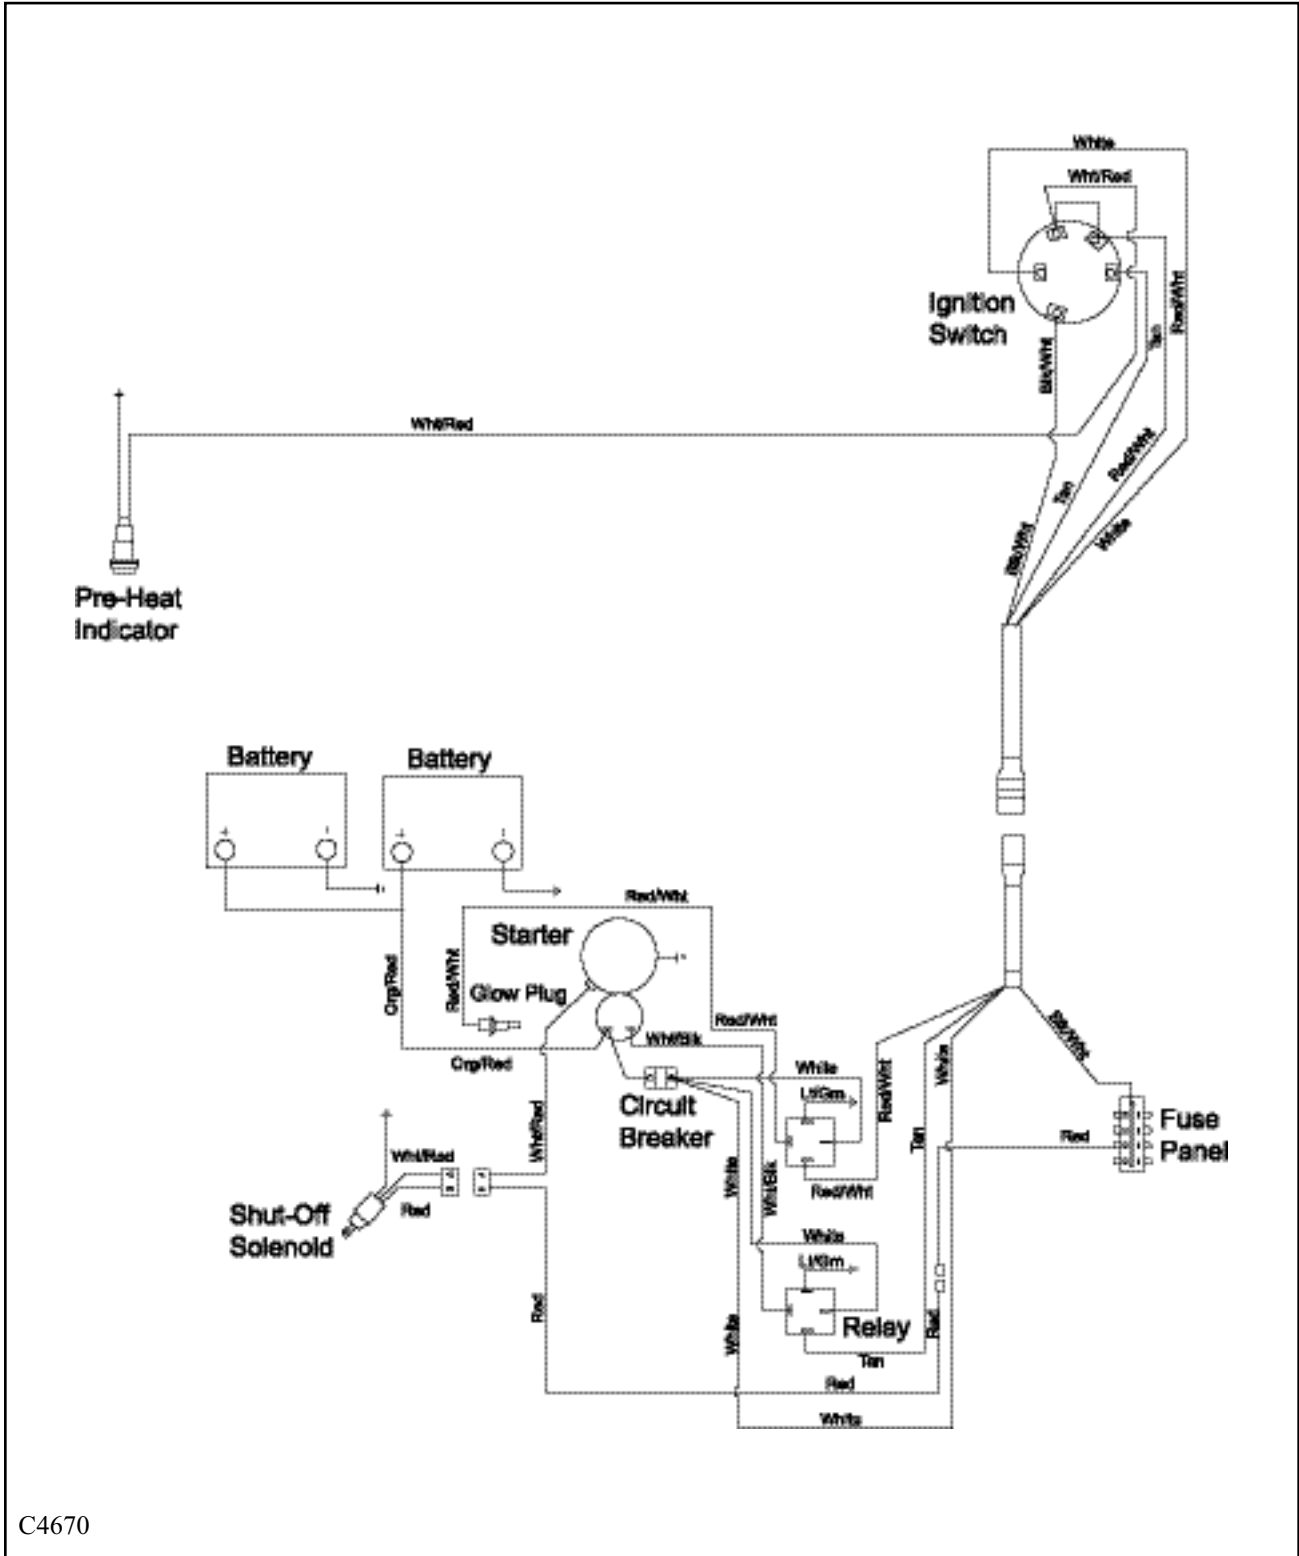 White
Wht/Red
Ignition
Switch
Red/Wht
Tan
Blk/Wht
Wht/Red
Red/Wht
Tan
White
Blk/Wht
Pre-Heat
Indicator
Battery
Battery
+
-
+
-
Red/Wht
Starter
Org/Red
Red/Wht
Glow Plug
Red/Wht
Wht/Blk
Blk/Wht
Org/Red
White
Lt/Grn
Red/Wht
White
Circuit
Breaker
Fuse
Panel
Red
Tan
Wht/Red
Wht/Red
White
Wht/Blk
Red/Wht
Red
Shut-Off
Solenoid
White
Lt/Grn
Red
White
Relay
Red
Tan
Red
White
C4670